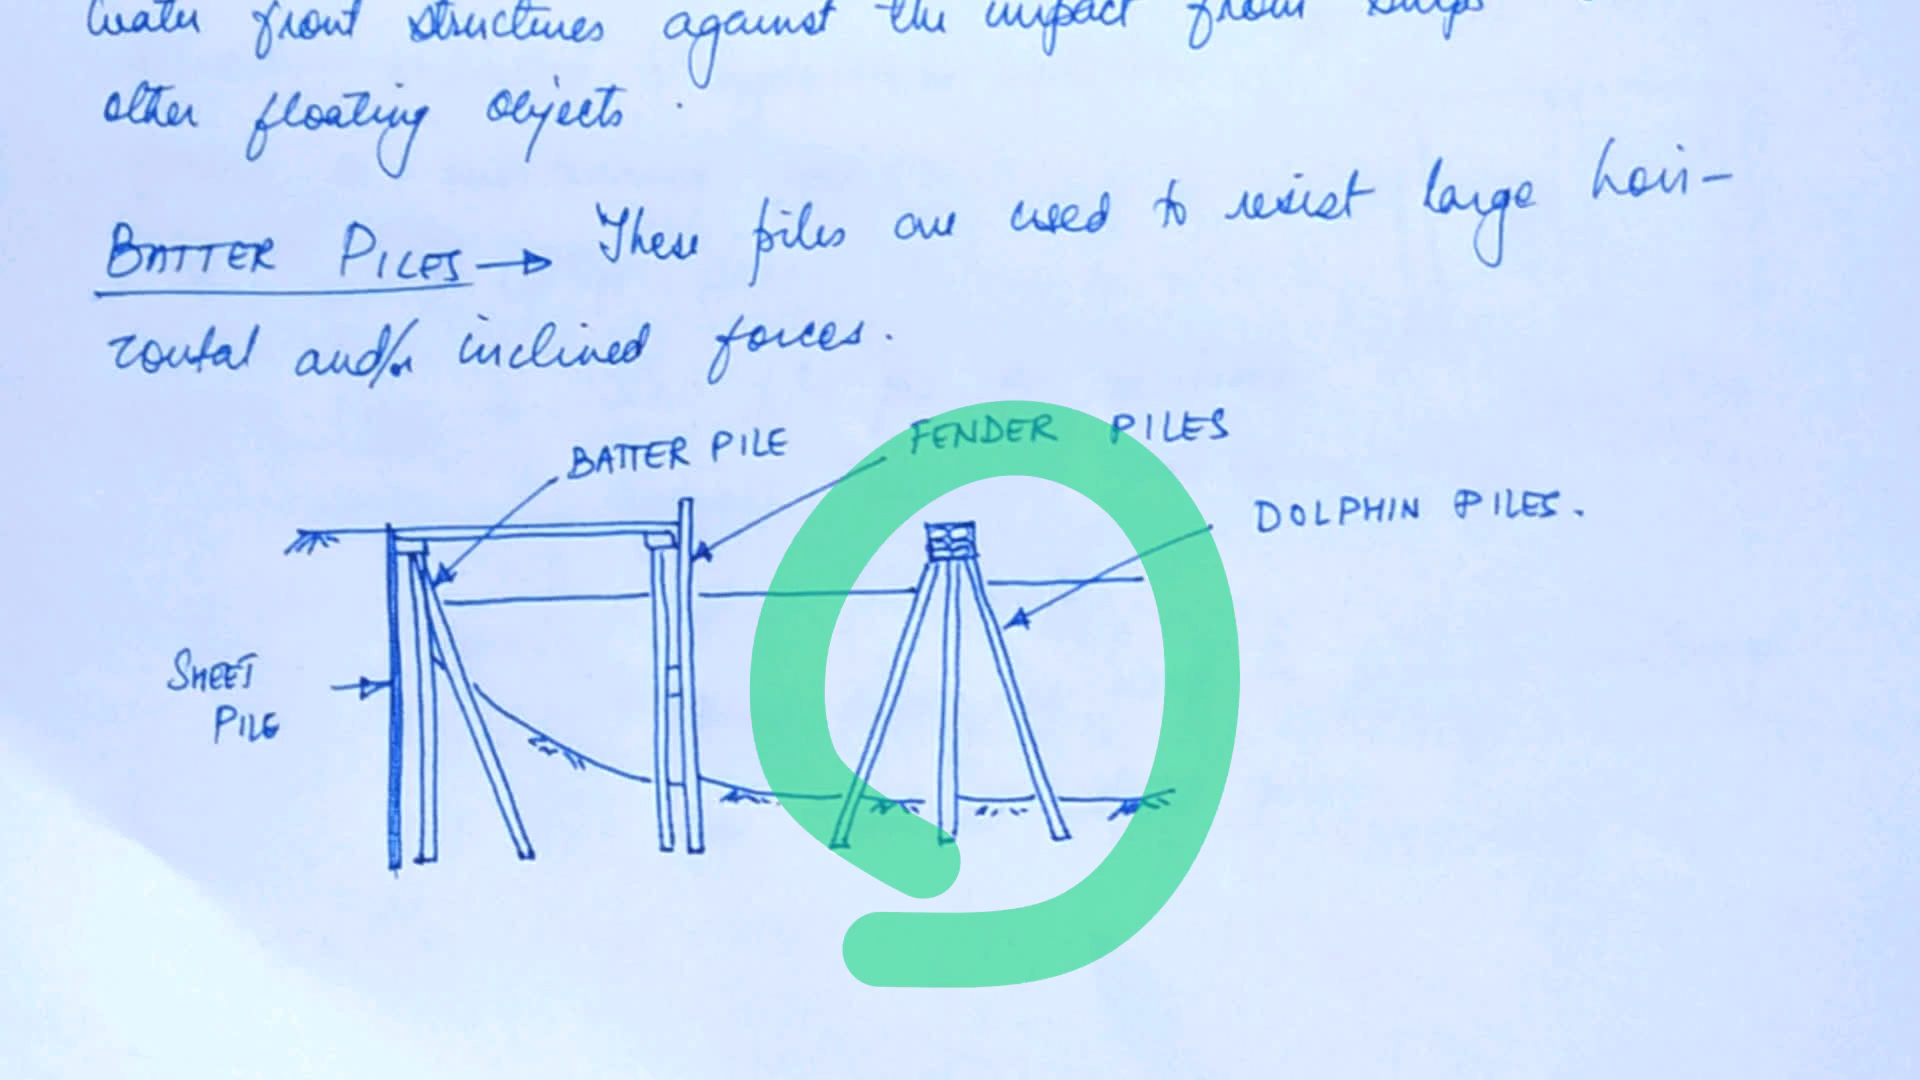 water front structures against the impact from ships
other floating objects.
BATTER PILES → These piles are used to resist large hori-
zontal and/or inclined forces.
BATTER PILE
FENDER PILES
DOLPHIN PILES.
SHEET
PILE